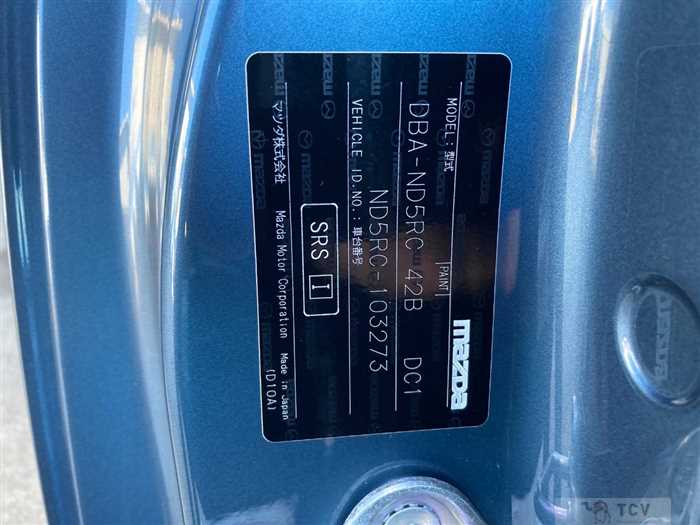 mazda
MODEL:型式 |PAINT|
DBA-ND5RC 42B DC1
VEHICLE ID.NO.:車台番号
ND5RC-103273
SRS I
マツダ株式会社 Mazda Motor Corporation Made in Japan
(D10A)
TCV